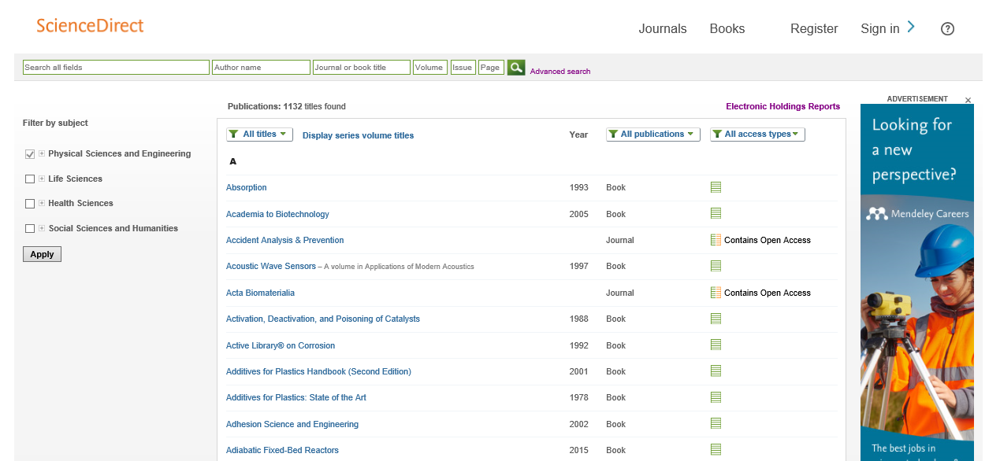 ScienceDirect
Journals Books Register Sign in ?
Search all fields Author name Journal or book title Volume Issue Page Advanced search
Publications: 1132 titles found Electronic Holdings Reports
ADVERTISEMENT ×
Filter by subject
Physical Sciences and Engineering
Life Sciences
Health Sciences
Social Sciences and Humanities
Apply
All titles Display series volume titles Year All publications All access types
A
Absorption 1993 Book
Academia to Biotechnology 2005 Book
Accident Analysis & Prevention Journal Contains Open Access
Acoustic Wave Sensors – A volume in Applications of Modern Acoustics 1997 Book
Acta Biomaterialia Journal Contains Open Access
Activation, Deactivation, and Poisoning of Catalysts 1988 Book
Active Library® on Corrosion 1992 Book
Additives for Plastics Handbook (Second Edition) 2001 Book
Additives for Plastics: State of the Art 1978 Book
Adhesion Science and Engineering 2002 Book
Adiabatic Fixed-Bed Reactors 2015 Book
Looking for
a new
perspective?
Mendeley Careers
The best jobs in